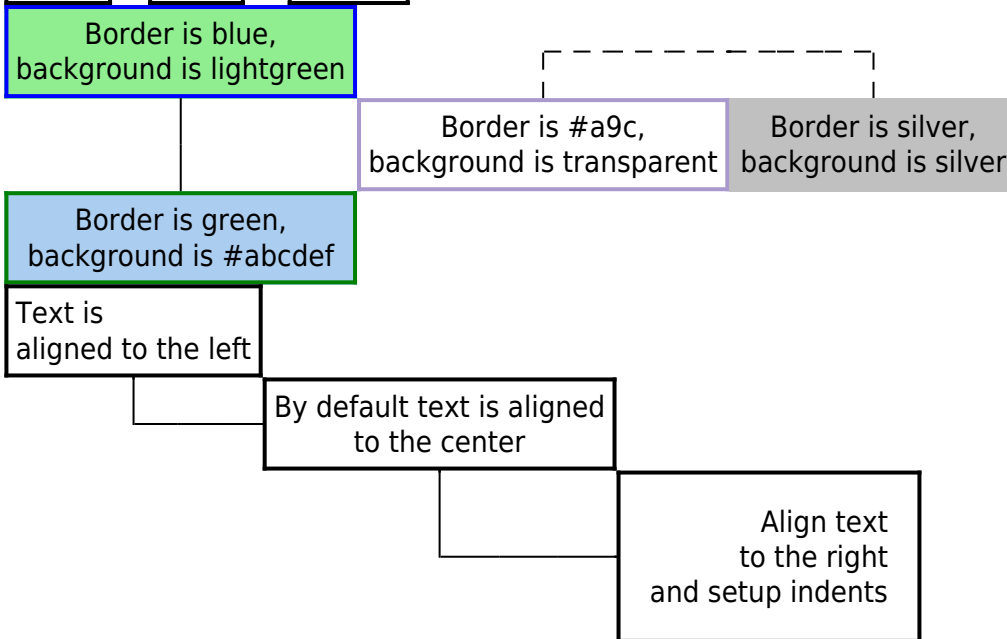 Border is blue,
background is lightgreen
Border is #a9c,
background is transparent
Border is silver,
background is silver
Border is green,
background is #abcdef
Text is
aligned to the left
By default text is aligned
to the center
Align text
to the right
and setup indents